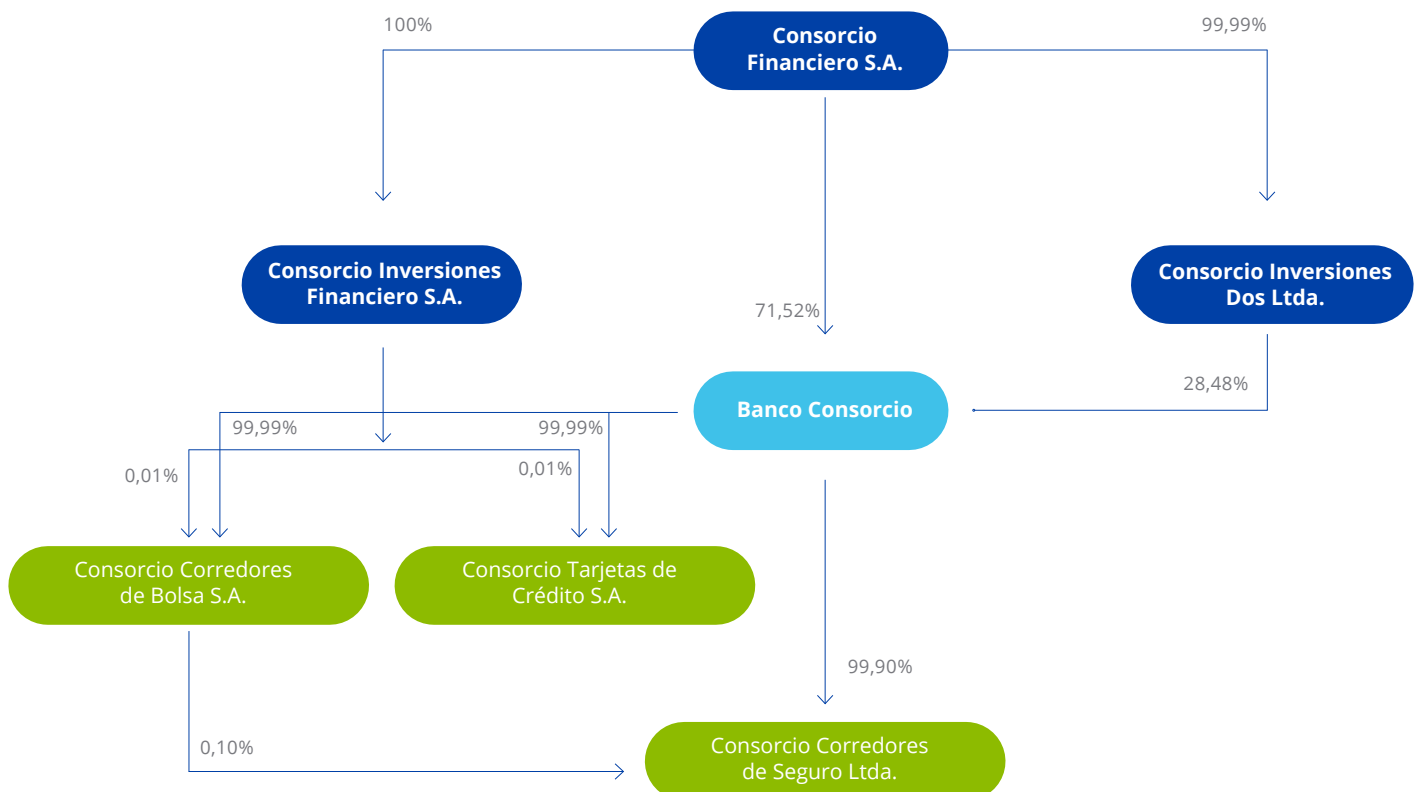 100%
Consorcio
Financiero S.A.
99,99%
Consorcio Inversiones
Financiero S.A.
Consorcio Inversiones
Dos Ltda.
71,52%
28,48%
Banco Consorcio
99,99%
99,99%
0,01%
0,01%
Consorcio Corredores
de Bolsa S.A.
Consorcio Tarjetas de
Crédito S.A.
99,90%
0,10%
Consorcio Corredores
de Seguro Ltda.